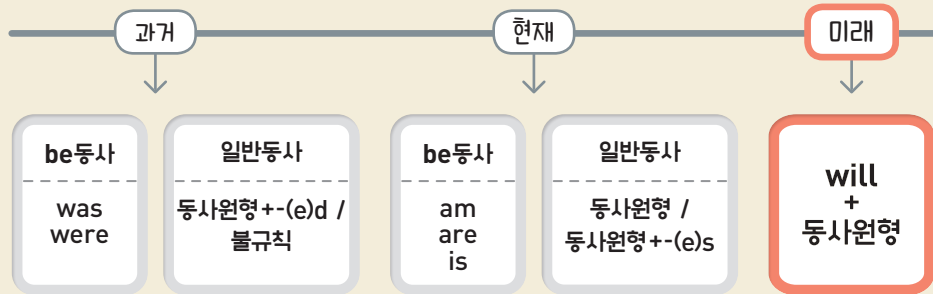 과거
현재
미래
be동사
was
were
일반동사
동사원형+-(e)d /
불규칙
be동사
am
are
is
일반동사
동사원형 /
동사원형+-(e)s
will
+
동사원형